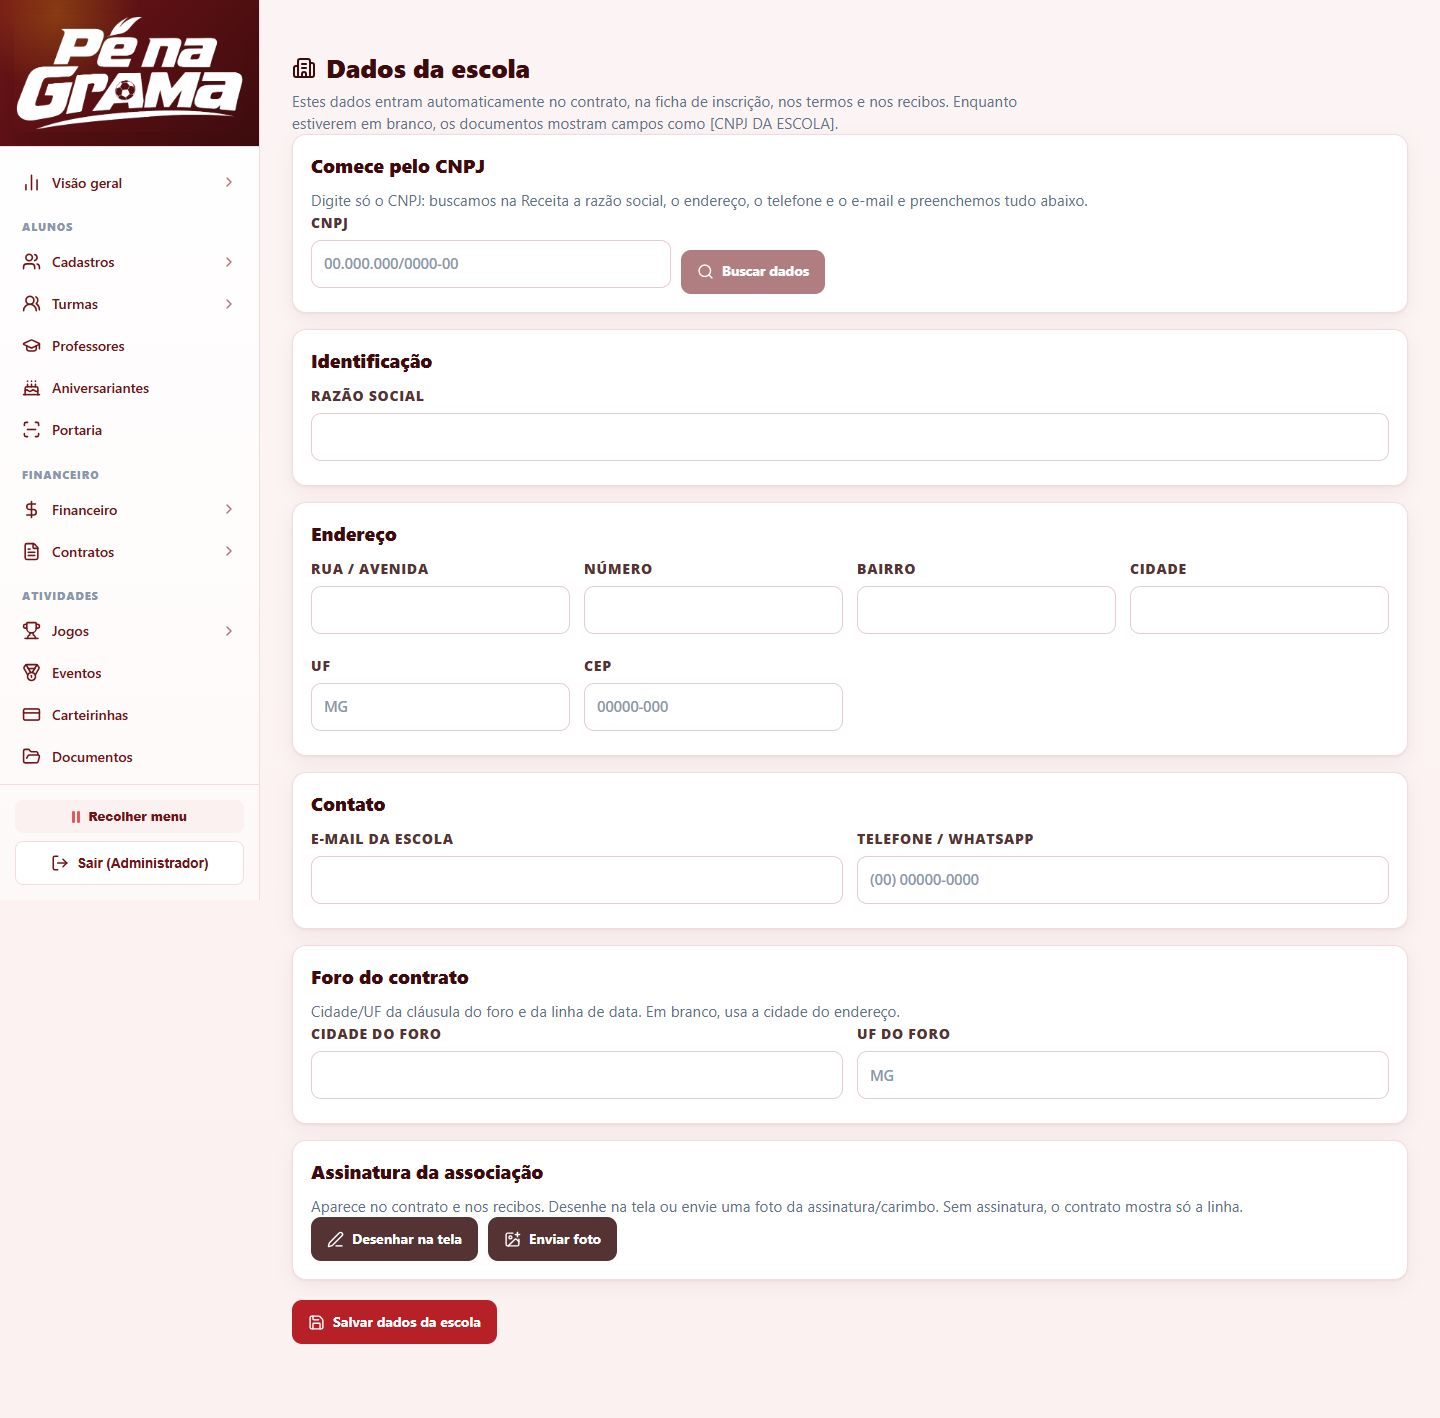 Pé na
Grama
Visão geral
ALUNOS
Cadastros
Turmas
Professores
Aniversariantes
Portaria
FINANCEIRO
Financeiro
Contratos
ATIVIDADES
Jogos
Eventos
Carteirinhas
Documentos
Recolher menu
Sair (Administrador)
Dados da escola
Estes dados entram automaticamente no contrato, na ficha de inscrição, nos termos e nos recibos. Enquanto
estiverem em branco, os documentos mostram campos como [CNPJ DA ESCOLA].
Comece pelo CNPJ
Digite só o CNPJ: buscamos na Receita a razão social, o endereço, o telefone e o e-mail e preenchemos tudo abaixo.
CNPJ
00.000.000/0000-00
Buscar dados
Identificação
RAZÃO SOCIAL
Endereço
RUA / AVENIDA
NÚMERO
BAIRRO
CIDADE
UF
CEP
MG
00000-000
Contato
E-MAIL DA ESCOLA
TELEFONE / WHATSAPP
(00) 00000-0000
Foro do contrato
Cidade/UF da cláusula do foro e da linha de data. Em branco, usa a cidade do endereço.
CIDADE DO FORO
UF DO FORO
MG
Assinatura da associação
Aparece no contrato e nos recibos. Desenhe na tela ou envie uma foto da assinatura/carimbo. Sem assinatura, o contrato mostra só a linha.
Desenhar na tela
Enviar foto
Salvar dados da escola